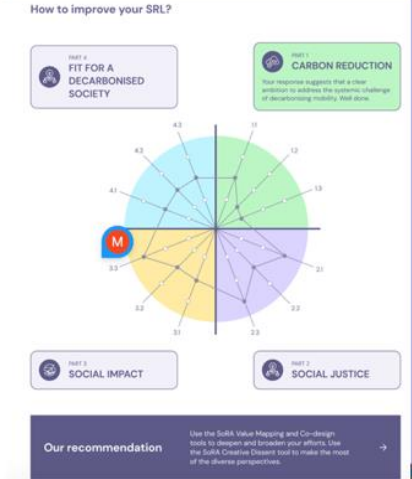 How to improve your SRL?
PART 4
FIT FOR A
DECARBONISED
SOCIETY
PART 1
CARBON REDUCTION
Your response suggests that a clear
ambition to address the systemic challenge
of decarbonising mobility. Well done.
4.3
1.1
4.2
1.2
4.1
1.3
M
3.3
2.1
3.2
2.2
3.1
2.3
PART 3
SOCIAL IMPACT
PART 2
SOCIAL JUSTICE
Our recommendation
Use the SoRA Value Mapping and Co-design
tools to deepen and broaden your efforts. Use
the SoRA Creative Dissent tool to make the most
of the diverse perspectives.